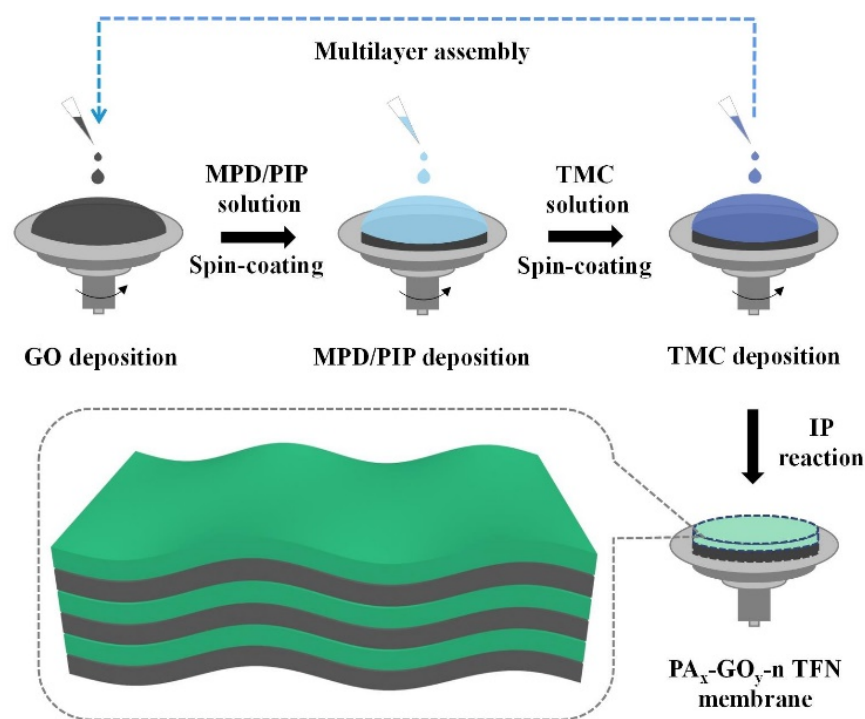 Multilayer assembly
MPD/PIP
solution
Spin-coating
TMC
solution
Spin-coating
GO deposition
MPD/PIP deposition
TMC deposition
IP
reaction
PAₓ-GOᵧ-n TFN
membrane